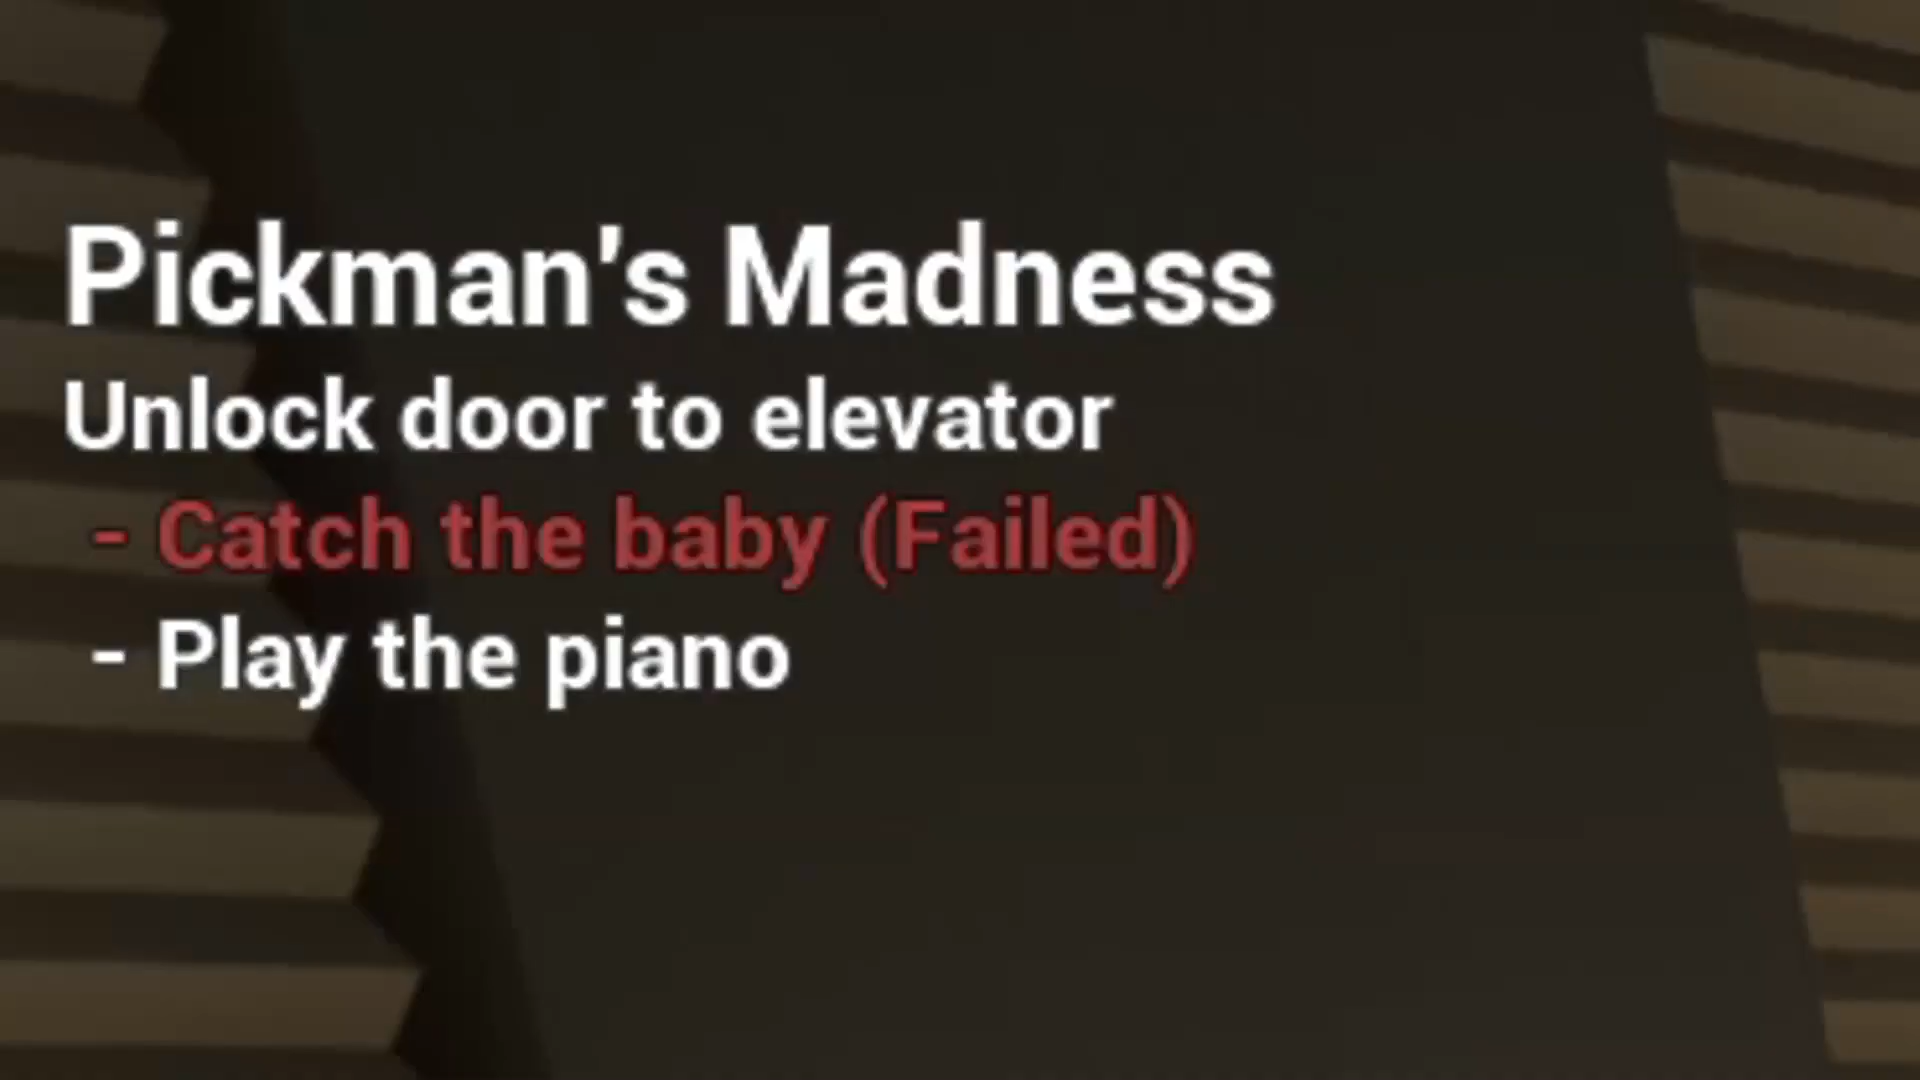 Pickman's Madness
Unlock door to elevator
- Catch the baby (Failed)
- Play the piano